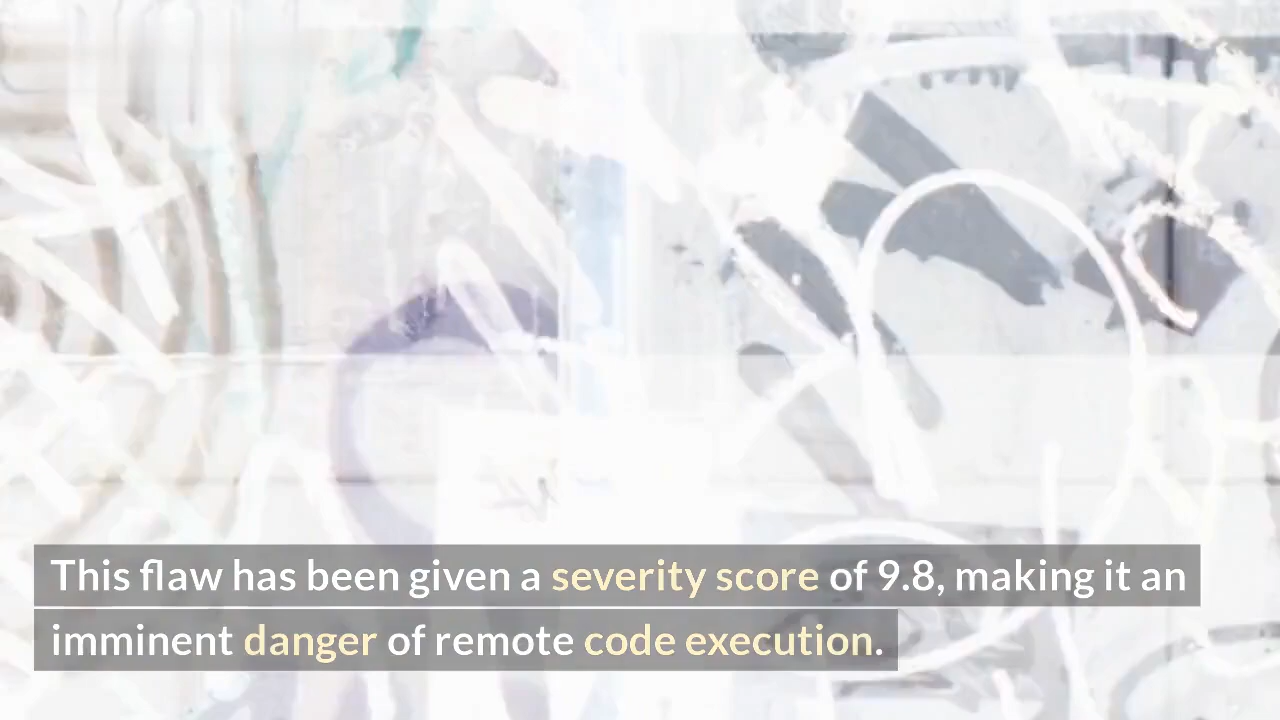 This flaw has been given a severity score of 9.8, making it an
imminent danger of remote code execution.